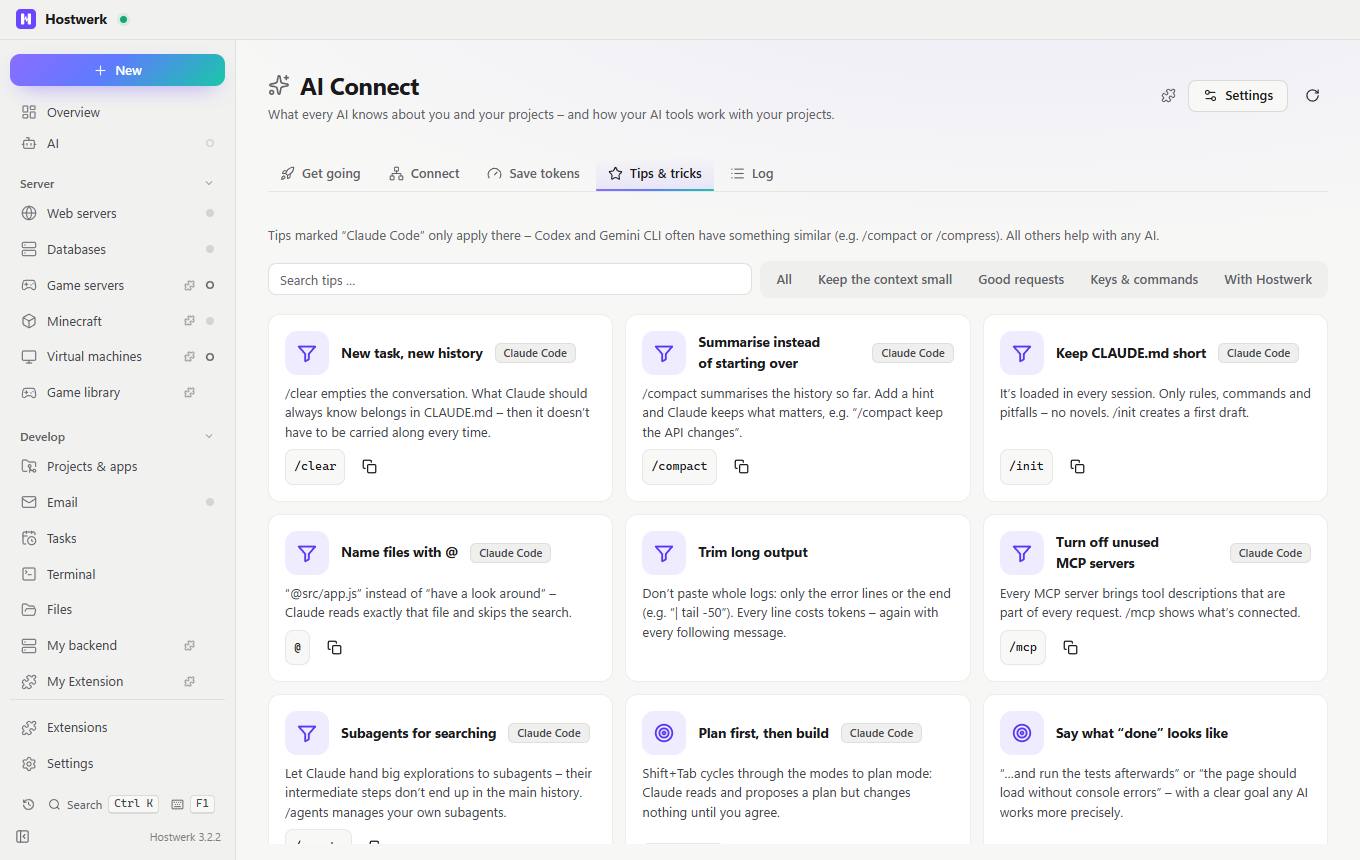 Hostwerk
New
Overview
AI
Server
Web servers
Databases
Game servers
Minecraft
Virtual machines
Game library
Develop
Projects & apps
Email
Tasks
Terminal
Files
My backend
My Extension
Extensions
Settings
Search Ctrl K F1
Hostwerk 3.2.2
AI Connect
What every AI knows about you and your projects – and how your AI tools work with your projects.
Settings
Get going Connect Save tokens Tips & tricks Log
Tips marked “Claude Code” only apply there – Codex and Gemini CLI often have something similar (e.g. /compact or /compress). All others help with any AI.
Search tips ...
All Keep the context small Good requests Keys & commands With Hostwerk
New task, new history Claude Code
/clear empties the conversation. What Claude should
always know belongs in CLAUDE.md – then it doesn’t
have to be carried along every time.
/clear
Summarise instead
of starting over
Claude Code
/compact summarises the history so far. Add a hint
and Claude keeps what matters, e.g. “/compact keep
the API changes”.
/compact
Keep CLAUDE.md short Claude Code
It’s loaded in every session. Only rules, commands and
pitfalls – no novels. /init creates a first draft.
/init
Name files with @ Claude Code
“@src/app.js” instead of “have a look around” –
Claude reads exactly that file and skips the search.
@
Trim long output
Don’t paste whole logs: only the error lines or the end
(e.g. “| tail -50”). Every line costs tokens – again with
every following message.
Turn off unused
MCP servers
Claude Code
Every MCP server brings tool descriptions that are
part of every request. /mcp shows what’s connected.
/mcp
Subagents for searching Claude Code
Let Claude hand big explorations to subagents – their
intermediate steps don’t end up in the main history.
/agents manages your own subagents.
Plan first, then build Claude Code
Shift+Tab cycles through the modes to plan mode:
Claude reads and proposes a plan but changes
nothing until you agree.
Say what “done” looks like
“…and run the tests afterwards” or “the page should
load without console errors” – with a clear goal any AI
works more precisely.